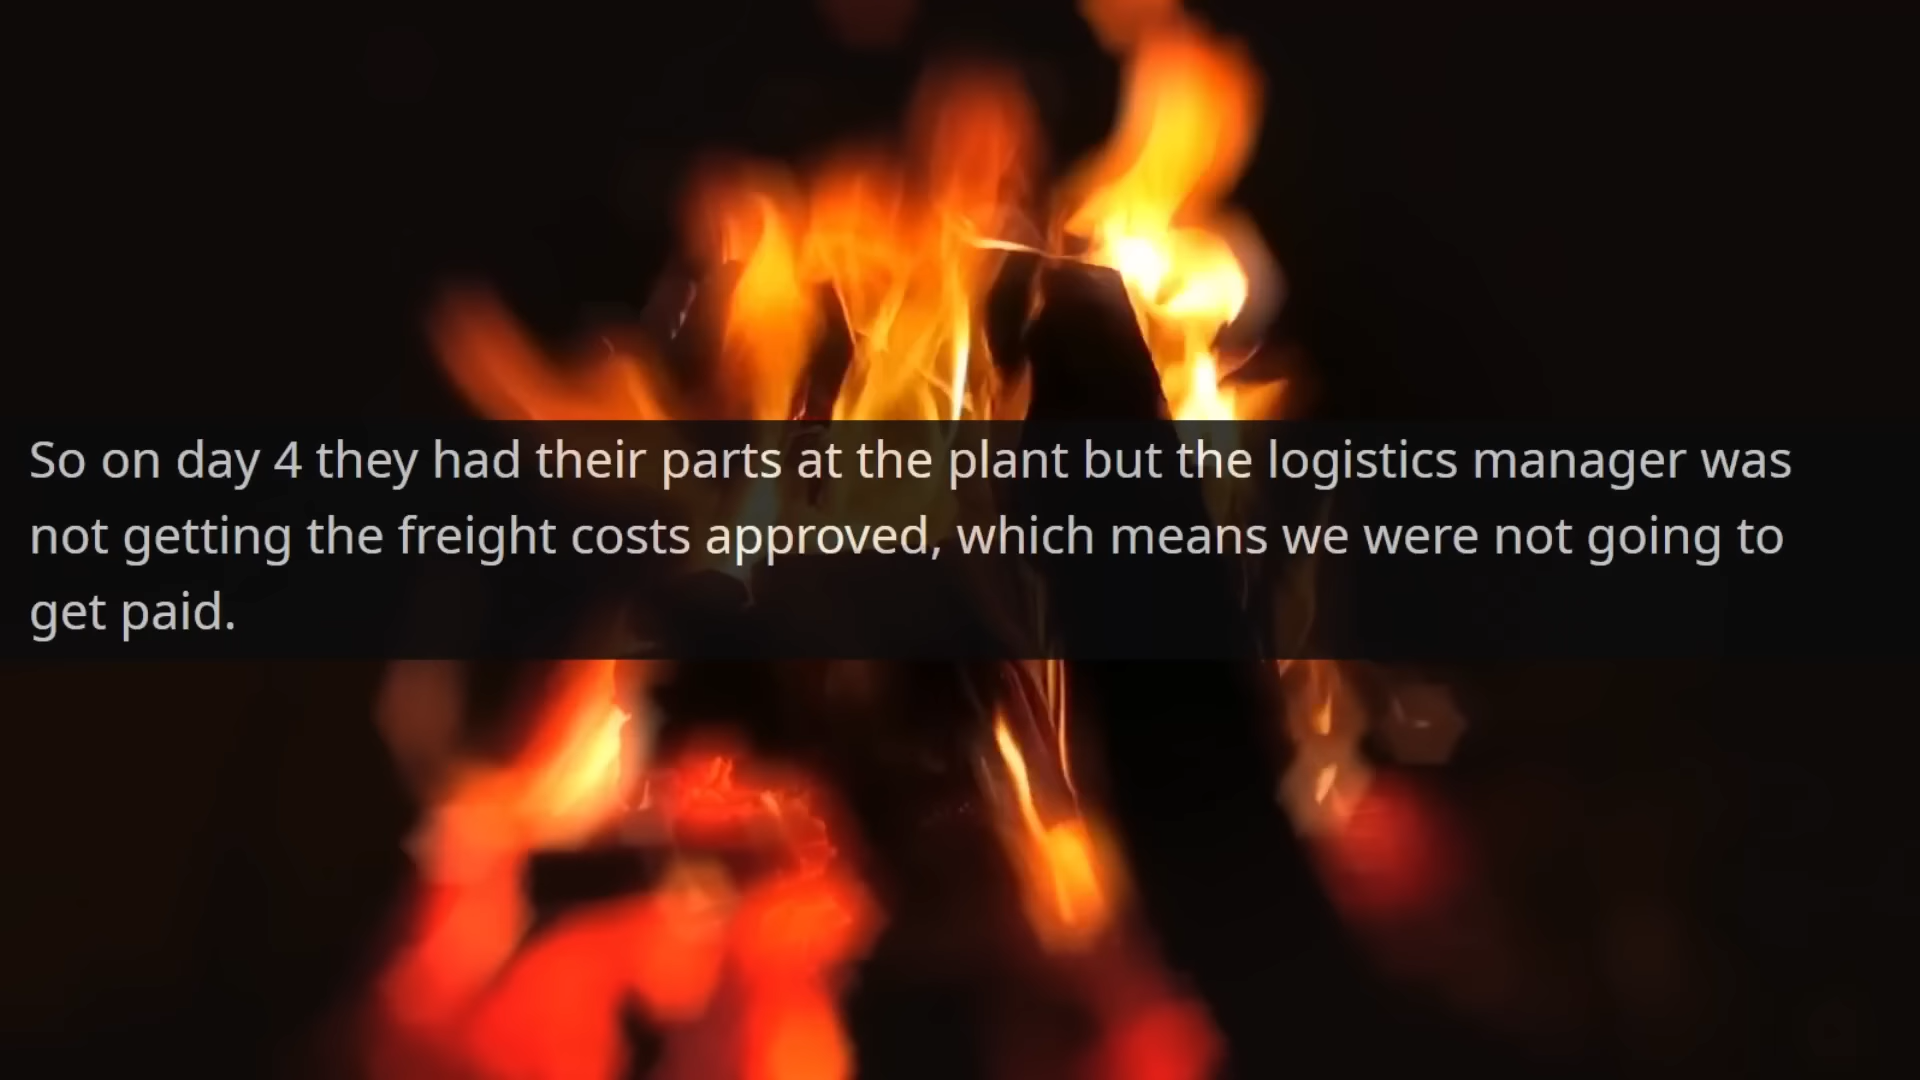 So on day 4 they had their parts at the plant but the logistics manager was
not getting the freight costs approved, which means we were not going to
get paid.